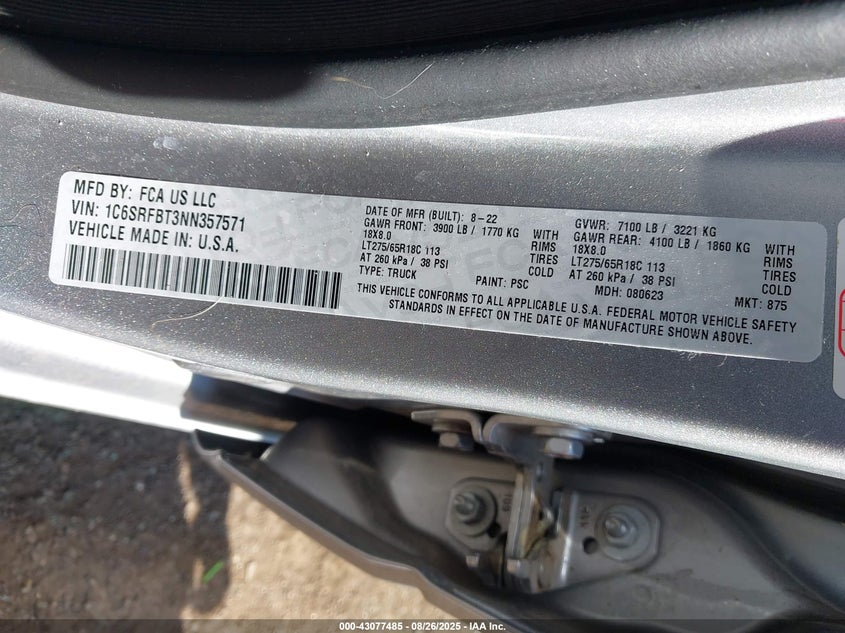 MFD BY: FCA US LLC
VIN: 1C6SRFBT3NN357571
VEHICLE MADE IN: U.S.A.
DATE OF MFR (BUILT): 8-22
GAWR FRONT: 3900 LB / 1770 KG WITH
18X8.0 RIMS
LT275/65R18C 113 TIRES
AT 260 kPa / 38 PSI COLD
TYPE: TRUCK PAINT: PSC
GVWR: 7100 LB / 3221 KG
GAWR REAR: 4100 LB / 1860 KG WITH
18X8.0 RIMS
LT275/65R18C 113 TIRES
AT 260 kPa / 38 PSI COLD
MDH: 080623 MKT: 875
THIS VEHICLE CONFORMS TO ALL APPLICABLE U.S.A. FEDERAL MOTOR VEHICLE SAFETY
STANDARDS IN EFFECT ON THE DATE OF MANUFACTURE SHOWN ABOVE.
000-43077485 - 08/26/2025 - IAA Inc.